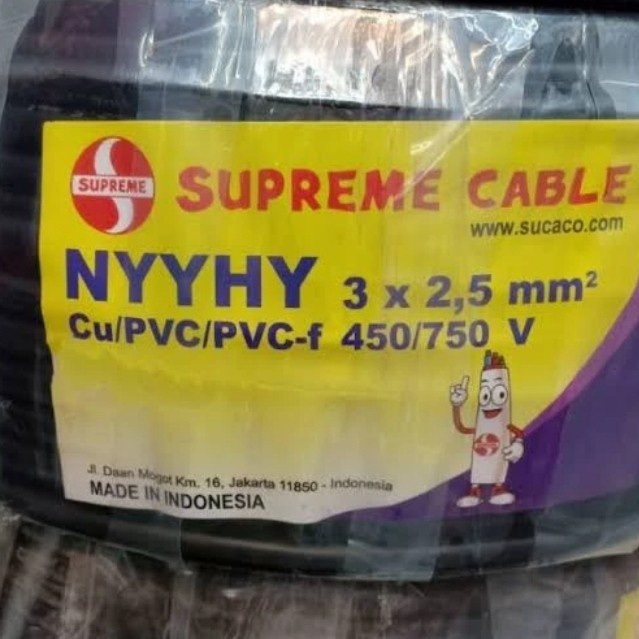 SUPREME
SUPREME CABLE
www.sucaco.com
NYYHY 3 x 2,5 mm²
Cu/PVC/PVC-f 450/750 V
Jl. Daan Mogot Km. 16, Jakarta 11850 - Indonesia
MADE IN INDONESIA